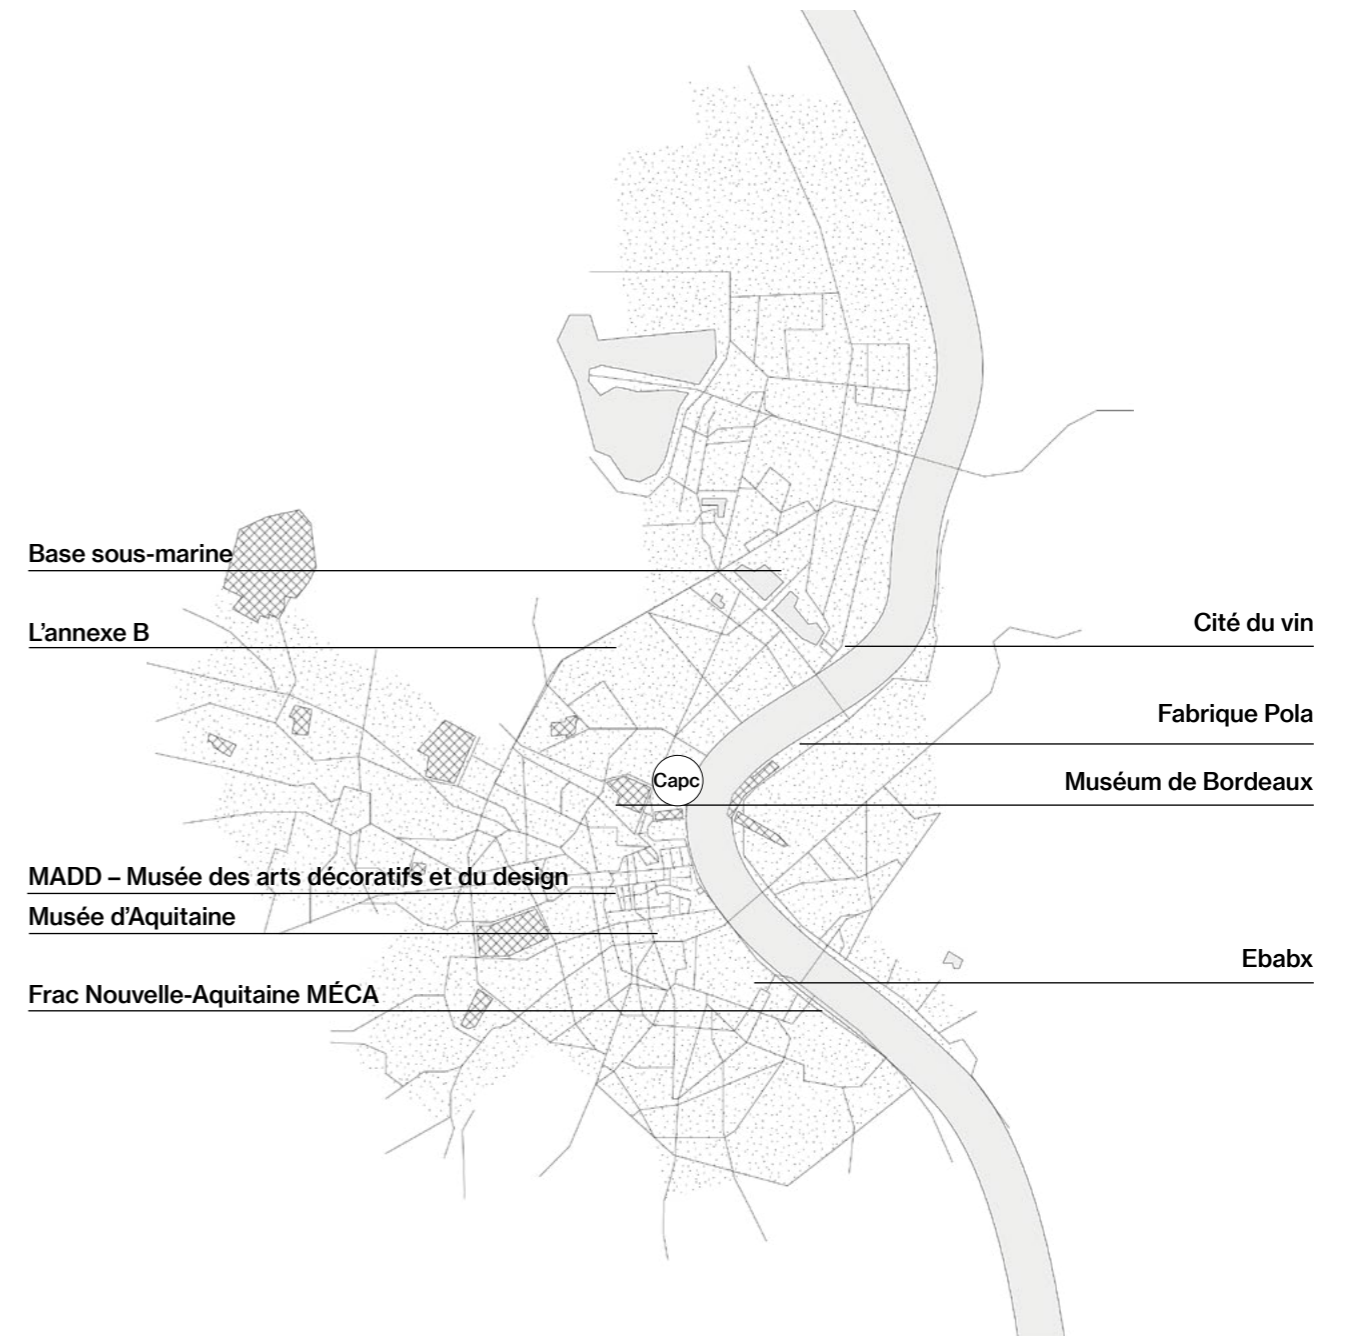 Base sous-marine
L’annexe B
Cité du vin
Fabrique Pola
Capc
Muséum de Bordeaux
MADD – Musée des arts décoratifs et du design
Musée d’Aquitaine
Ebabx
Frac Nouvelle-Aquitaine MÉCA